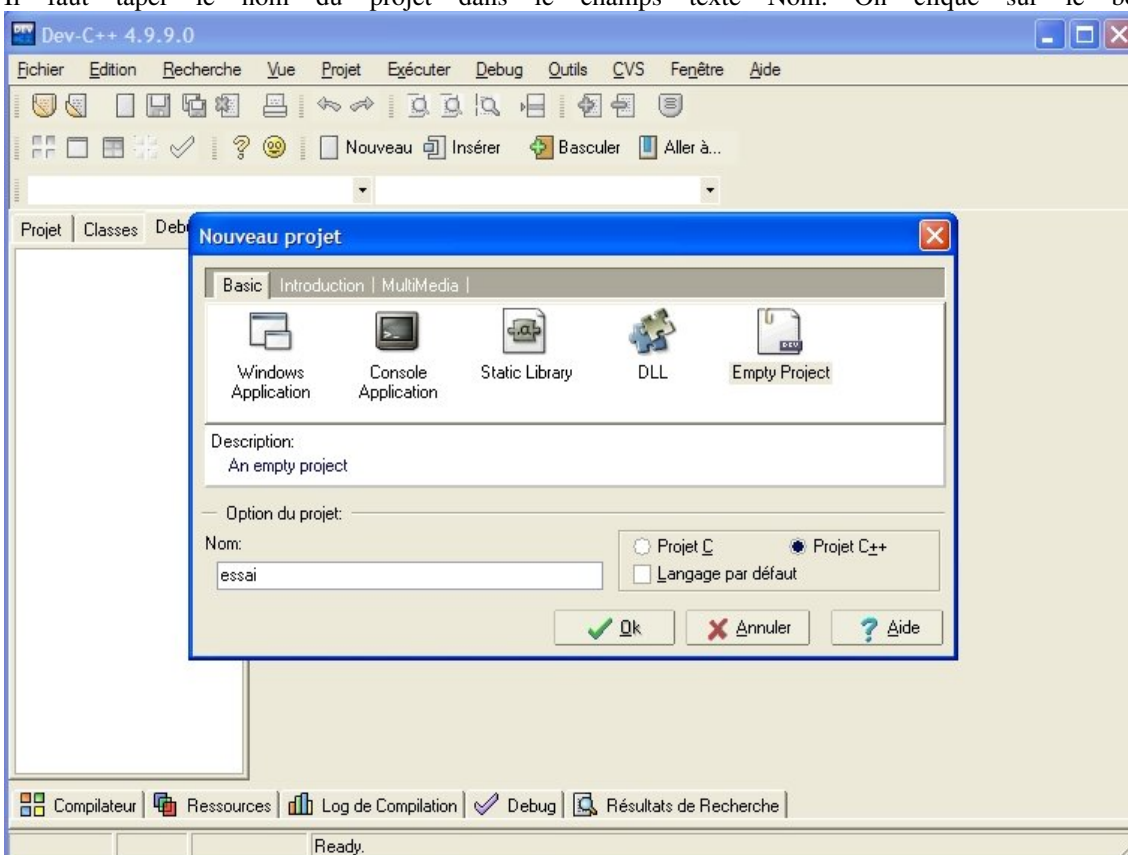 Il faut taper le nom du projet dans le champs texte Nom. On clique sur le
Dev-C++ 4.9.9.0
Fichier Edition Recherche Vue Projet Exécuter Debug Outils CVS Fenêtre Aide
Nouveau Insérer Basculer Aller à...
Projet Classes Deb
Nouveau projet
Basic Introduction MultiMedia
Windows Application
Console Application
Static Library
DLL
Empty Project
DEV
Description:
An empty project
Option du projet:
Nom:
essai
Projet C Projet C++
Langage par défaut
Ok Annuler Aide
Compilateur Ressources Log de Compilation Debug Résultats de Recherche
Ready.